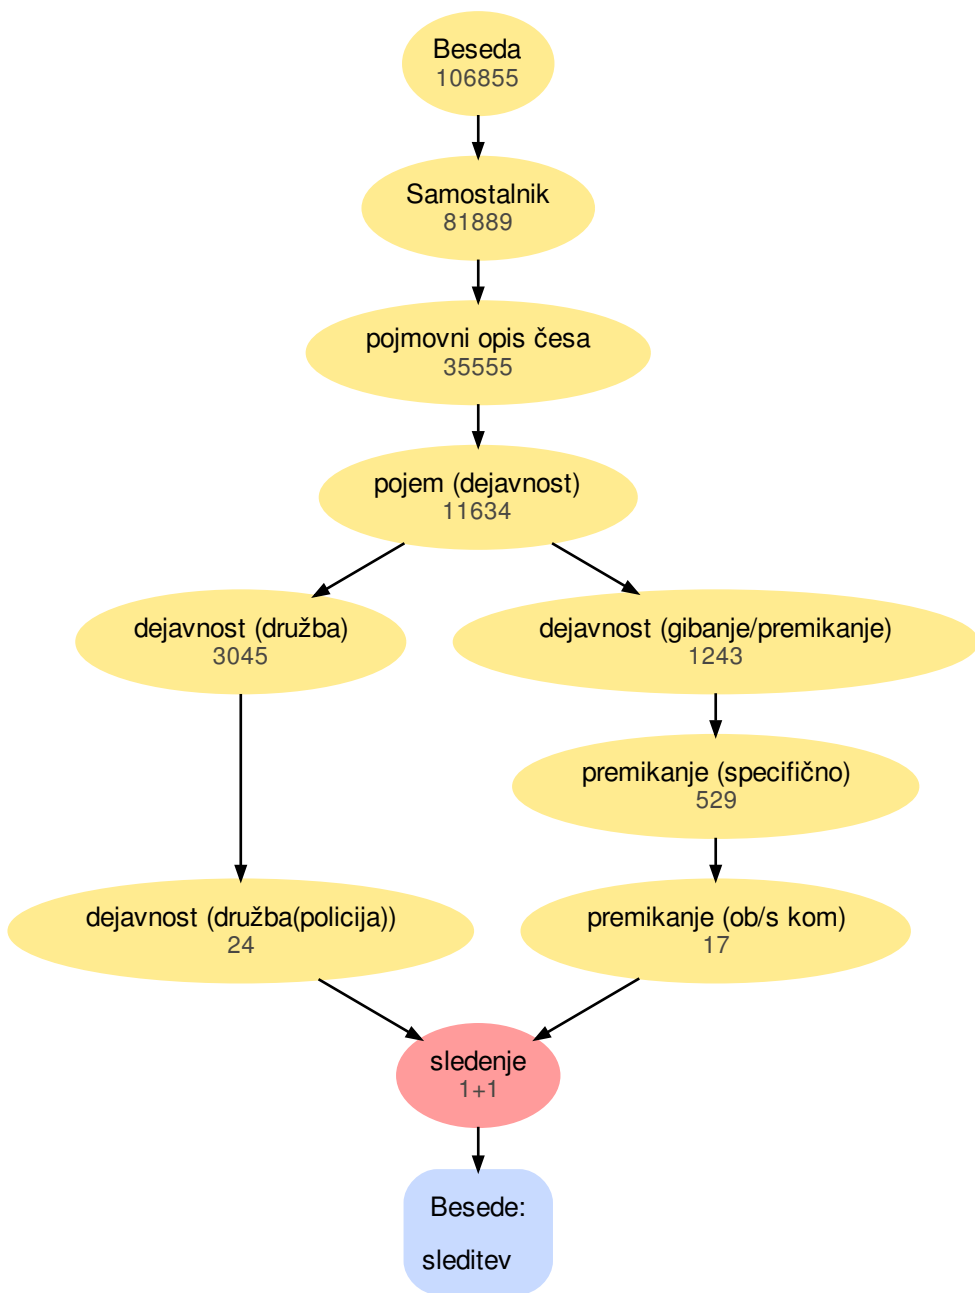 Beseda
106855
Samostalnik
81889
pojmovni opis česa
35555
pojem (dejavnost)
11634
dejavnost (družba)
3045
dejavnost (gibanje/premikanje)
1243
premikanje (specifično)
529
dejavnost (družba(policija))
24
premikanje (ob/s kom)
17
sledenje
1+1
Besede:
sleditev